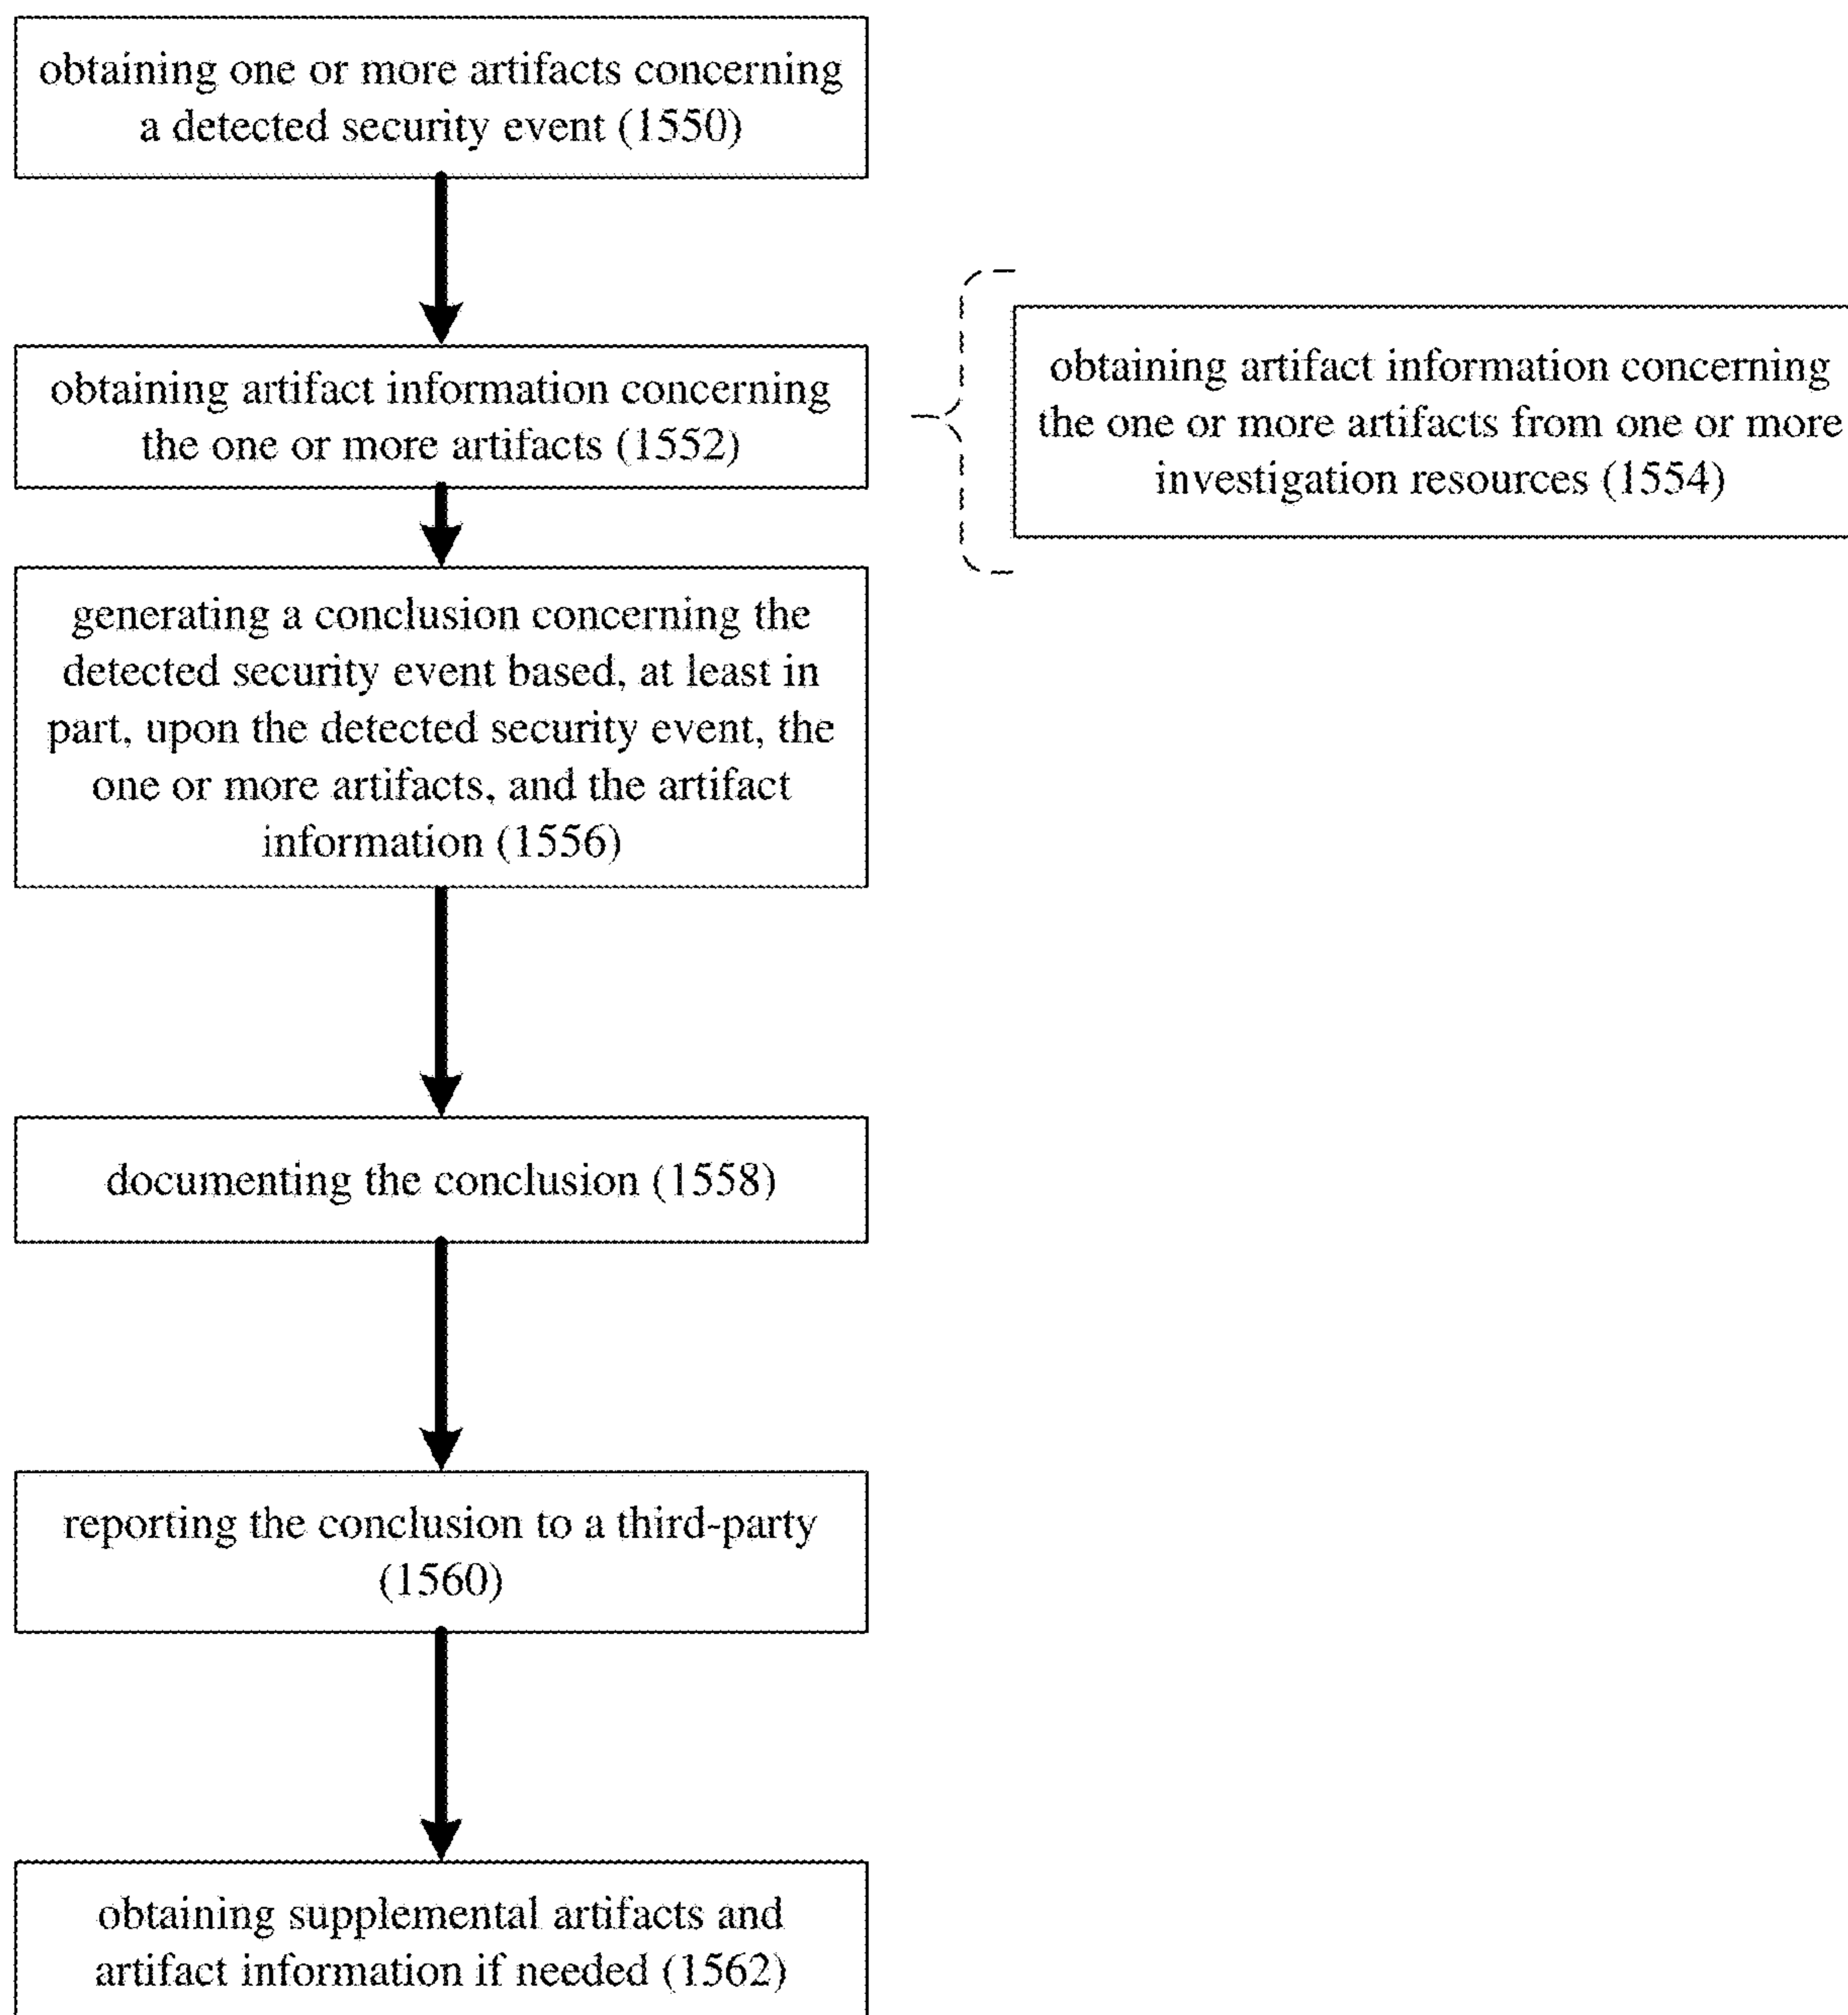 obtaining one or more artifacts concerning
a detected security event (1550)
obtaining artifact information concerning
the one or more artifacts (1552)
obtaining artifact information concerning
the one or more artifacts from one or more
investigation resources (1554)
generating a conclusion concerning the
detected security event based, at least in
part, upon the detected security event, the
one or more artifacts, and the artifact
information (1556)
documenting the conclusion (1558)
reporting the conclusion to a third-party
(1560)
obtaining supplemental artifacts and
artifact information if needed (1562)